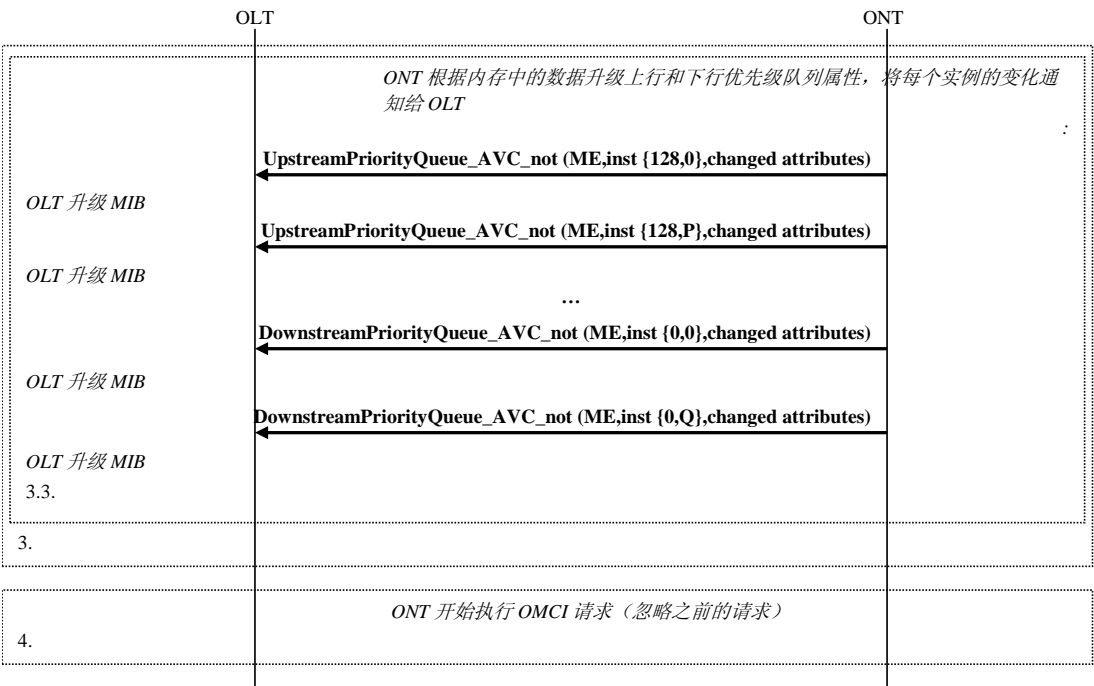 OLT ONT
ONT 根据内存中的数据升级上行和下行优先级队列属性，将每个实例的变化通
知给 OLT
:
UpstreamPriorityQueue_AVC_not (ME,inst {128,0},changed attributes)
OLT 升级 MIB
UpstreamPriorityQueue_AVC_not (ME,inst {128,P},changed attributes)
OLT 升级 MIB
…
DownstreamPriorityQueue_AVC_not (ME,inst {0,0},changed attributes)
OLT 升级 MIB
DownstreamPriorityQueue_AVC_not (ME,inst {0,Q},changed attributes)
OLT 升级 MIB
3.3.
3.
ONT 开始执行 OMCI 请求（忽略之前的请求）
4.